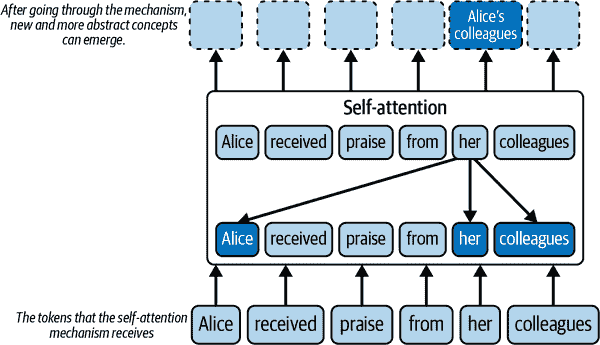 After going through the mechanism,
new and more abstract concepts
can emerge.
Alice's
colleagues
Self-attention
Alice received praise from her colleagues
Alice received praise from her colleagues
The tokens that the self-attention
mechanism receives
Alice received praise from her colleagues